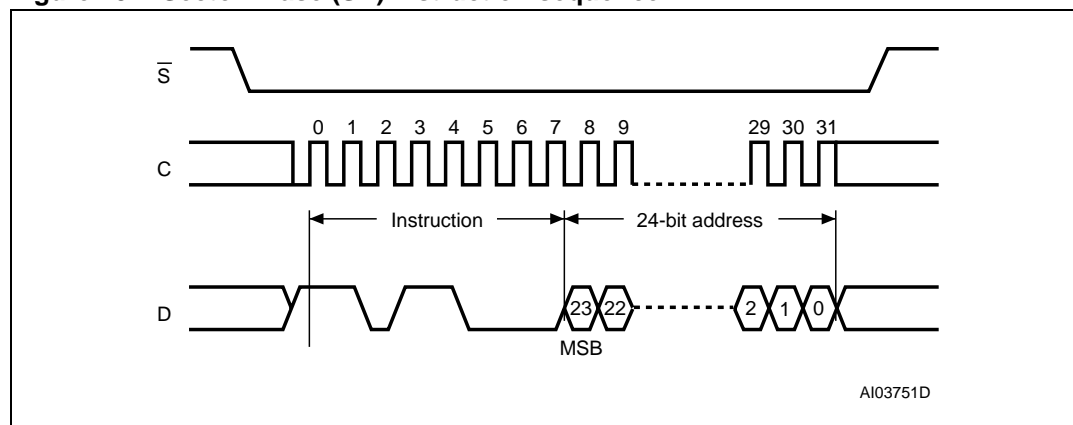 S
0 1 2 3 4 5 6 7 8 9 29 30 31
C
Instruction 24-bit address
D
23 22 2 1 0
MSB
AI03751D